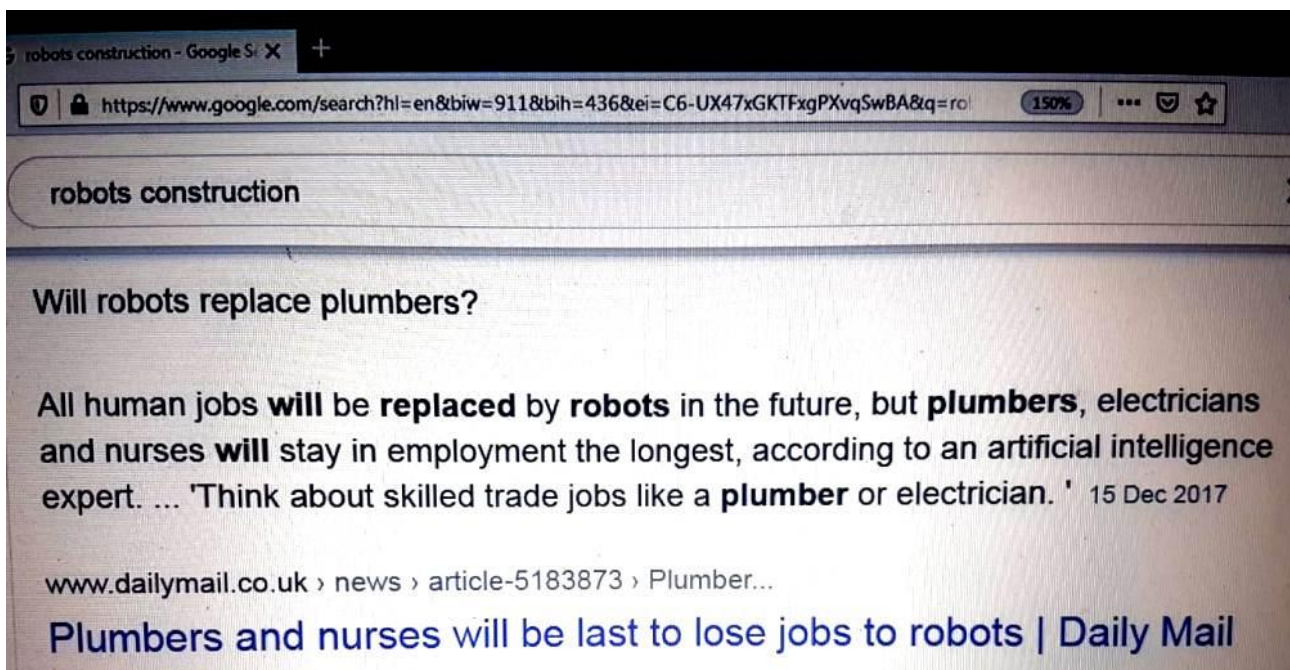 robots construction - Google Se
https://www.google.com/search?hl=en&biw=911&bih=436&ei=C6-UX47xGKTFxgPXvqSwBA&q=ro
150%
robots construction
Will robots replace plumbers?
All human jobs will be replaced by robots in the future, but plumbers, electricians
and nurses will stay in employment the longest, according to an artificial intelligence
expert. ... 'Think about skilled trade jobs like a plumber or electrician. ' 15 Dec 2017
www.dailymail.co.uk › news › article-5183873 › Plumber...
Plumbers and nurses will be last to lose jobs to robots | Daily Mail